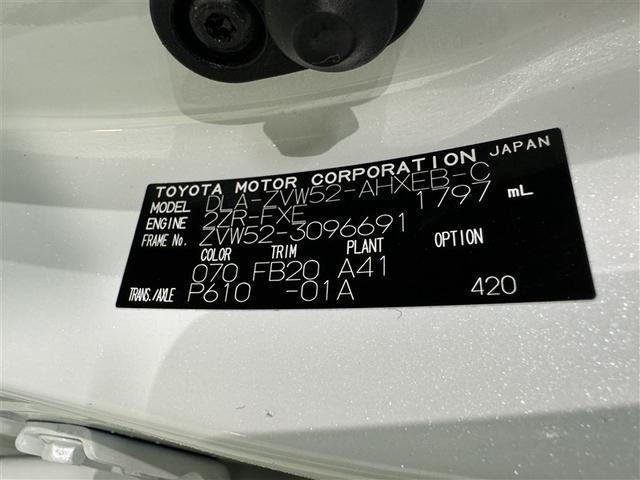 TOYOTA MOTOR CORPORATION JAPAN
MODEL DLA-ZVW52-AHXEB-C
ENGINE 2ZR-FXE 1797 mL
FRAME No. ZVW52-3096691
COLOR TRIM PLANT OPTION
070 FB20 A41
TRANS./AXLE P610 -01A 420